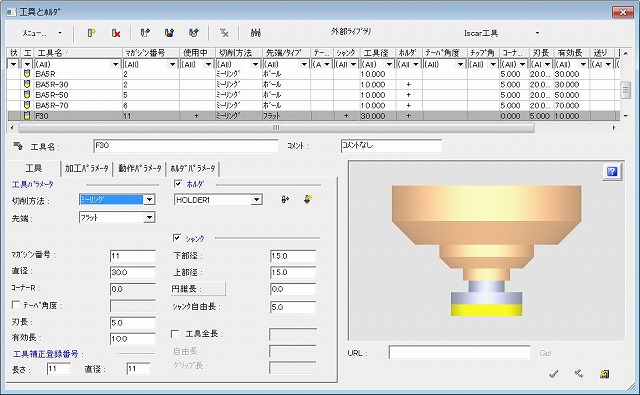 工具とﾎﾙﾀﾞ
ﾒﾆｭｰ...
外部ﾗｲﾌﾞﾗﾘ
Iscar工具
状 工 工具名 ﾏｶﾞｼﾞﾝ番号 使用中 切削方法 先端/ﾀｲﾌﾟ ﾃｰ.. ｼｬﾝｸ 工具径 ﾎﾙﾀﾞ ﾃｰﾊﾟ角度 ﾁｯﾌﾟ角 ｺｰﾅ... 刃長 有効長 送り
(All) (All) (All) (All) (All) (All) (All) (All) (All) (All) (All) (All) (All) (All)
BA5R 2 ﾐｰﾘﾝｸﾞ ﾎﾞｰﾙ 10.000 5.000 20.0... 30.000
BA5R-30 2 ﾐｰﾘﾝｸﾞ ﾎﾞｰﾙ 10.000 + 5.000 20.0... 30.000
BA5R-50 5 ﾐｰﾘﾝｸﾞ ﾎﾞｰﾙ 10.000 + 5.000 20.0... 50.000
BA5R-70 6 ﾐｰﾘﾝｸﾞ ﾎﾞｰﾙ 10.000 + 5.000 20.0... 70.000
F30 11 + ﾐｰﾘﾝｸﾞ ﾌﾗｯﾄ + 30.000 + 0.000 5.000 10.000
工具名 : F30 ｺﾒﾝﾄ : ｺﾒﾝﾄなし
工具 加工ﾊﾟﾗﾒｰﾀ 動作ﾊﾟﾗﾒｰﾀ ﾎﾙﾀﾞﾊﾟﾗﾒｰﾀ
工具ﾊﾟﾗﾒｰﾀ
切削方法 : ﾐｰﾘﾝｸﾞ
先端 : ﾌﾗｯﾄ
ﾏｶﾞｼﾞﾝ番号 : 11
直径 : 30.0
ｺｰﾅｰR : 0.0
ﾃｰﾊﾟ角度 :
刃長 : 5.0
有効長 : 10.0
工具補正登録番号 :
長さ : 11 直径 : 11
ﾎﾙﾀﾞ
HOLDER1
ｼｬﾝｸ
下部径 : 15.0
上部径 : 15.0
円錐長 : 0.0
ｼｬﾝｸ自由長 : 5.0
工具全長 :
自由長 :
ｸﾞﾘｯﾌﾟ長 :
?
URL : Go!